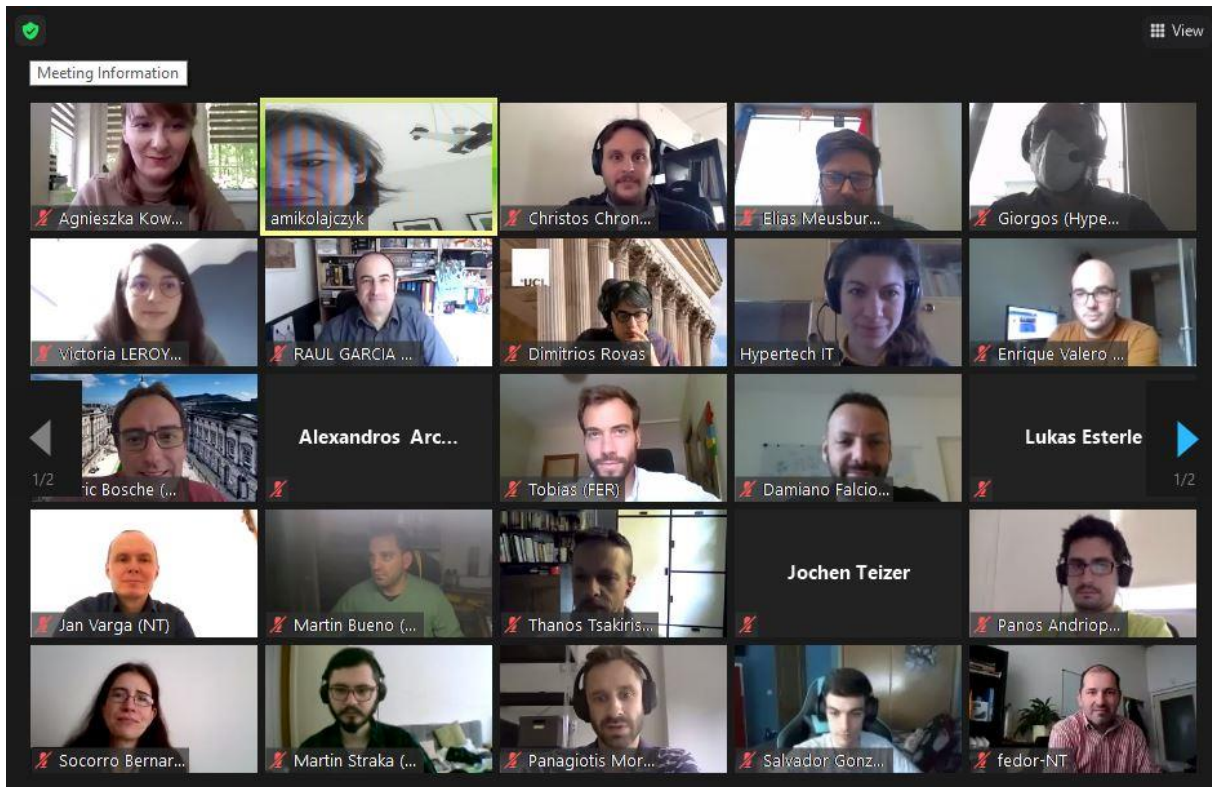 View
Meeting Information
Agnieszka Kow...
amikolajczyk
Christos Chron...
Elias Meusbur...
Giorgos (Hype...
Victoria LEROY...
RAUL GARCIA ...
UCL
Dimitrios Rovas
Hypertech IT
Enrique Valero ...
1/2
ric Bosche (...
Alexandros Arc...
Tobias (FER)
Damiano Falcio...
Lukas Esterle
1/2
Jan Varga (NT)
Martin Bueno (...
Thanos Tsakiris...
Jochen Teizer
Panos Andriop...
Socorro Bernar...
Martin Straka (...
Panagiotis Mor...
Salvador Gonz...
fedor-NT